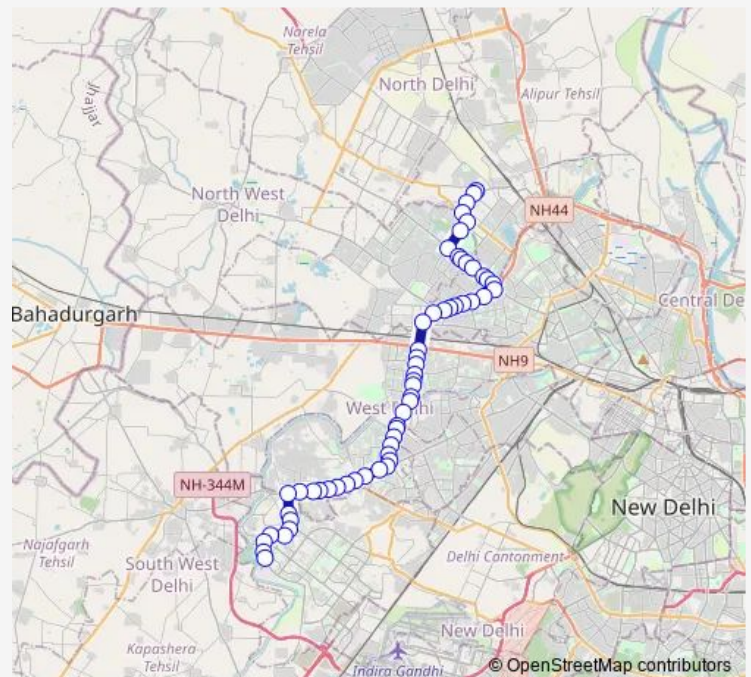 Narela
Tehsil
North Delhi
Alipur Tehsil
Jhajjar
North West
Delhi
NH44
Central De
Bahadurgarh
NH9
West Delhi
NH-344M
New Delhi
Najafgarh
Tehsil
South West
Delhi
Delhi Cantonment
New Delhi
Kapashera
Tehsil
Indira Gandhi
© OpenStreetMap contributors